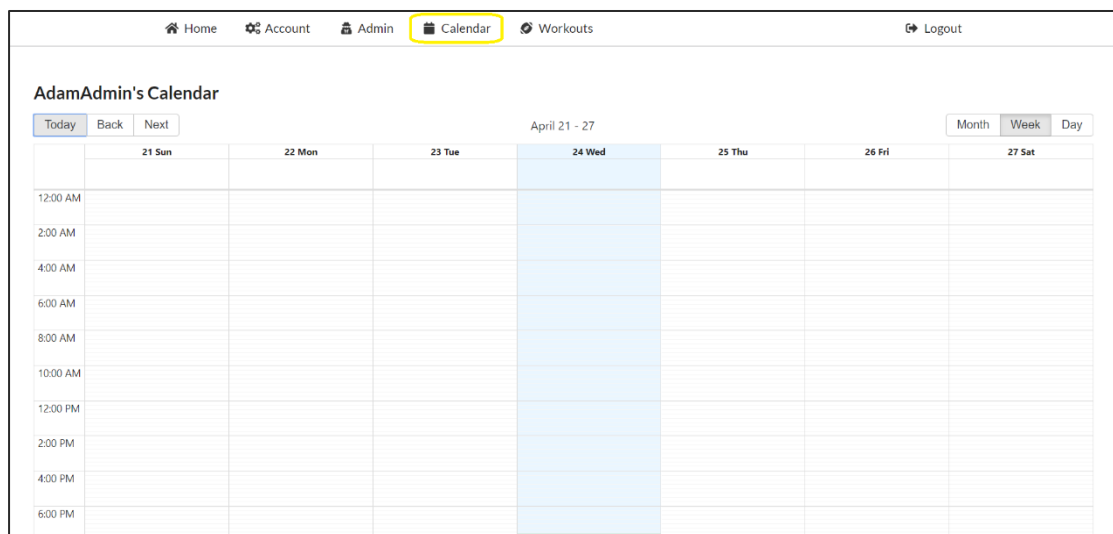 Home Account Admin Calendar Workouts Logout
AdamAdmin's Calendar
Today Back Next April 21 - 27 Month Week Day
21 Sun 22 Mon 23 Tue 24 Wed 25 Thu 26 Fri 27 Sat
12:00 AM
2:00 AM
4:00 AM
6:00 AM
8:00 AM
10:00 AM
12:00 PM
2:00 PM
4:00 PM
6:00 PM